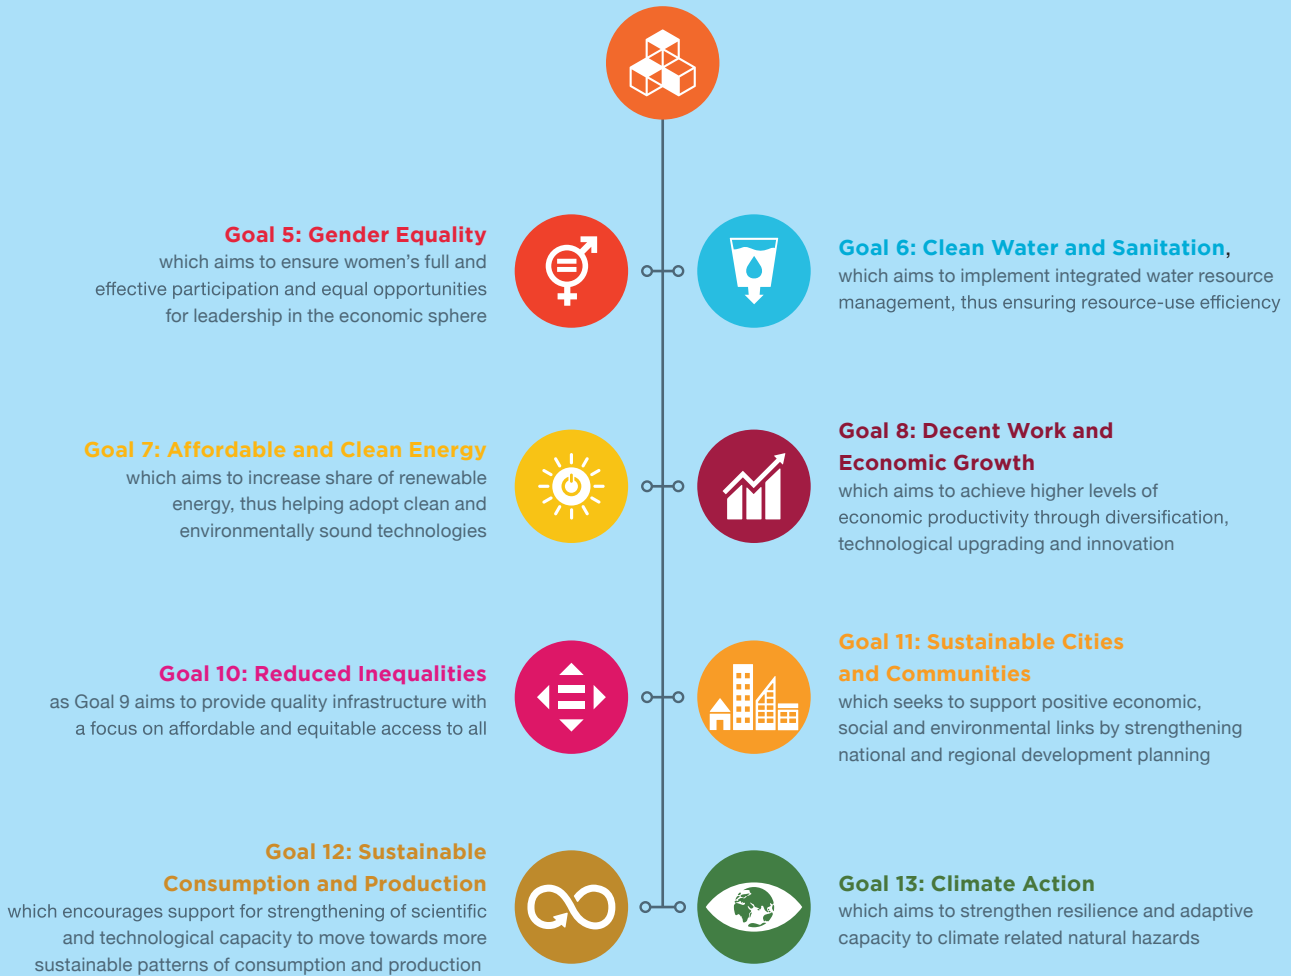 Goal 5: Gender Equality
which aims to ensure women’s full and
effective participation and equal opportunities
for leadership in the economic sphere
Goal 6: Clean Water and Sanitation,
which aims to implement integrated water resource
management, thus ensuring resource-use efficiency
Goal 7: Affordable and Clean Energy
which aims to increase share of renewable
energy, thus helping adopt clean and
environmentally sound technologies
Goal 8: Decent Work and
Economic Growth
which aims to achieve higher levels of
economic productivity through diversification,
technological upgrading and innovation
Goal 10: Reduced Inequalities
as Goal 9 aims to provide quality infrastructure with
a focus on affordable and equitable access to all
Goal 11: Sustainable Cities
and Communities
which seeks to support positive economic,
social and environmental links by strengthening
national and regional development planning
Goal 12: Sustainable
Consumption and Production
which encourages support for strengthening of scientific
and technological capacity to move towards more
sustainable patterns of consumption and production
Goal 13: Climate Action
which aims to strengthen resilience and adaptive
capacity to climate related natural hazards